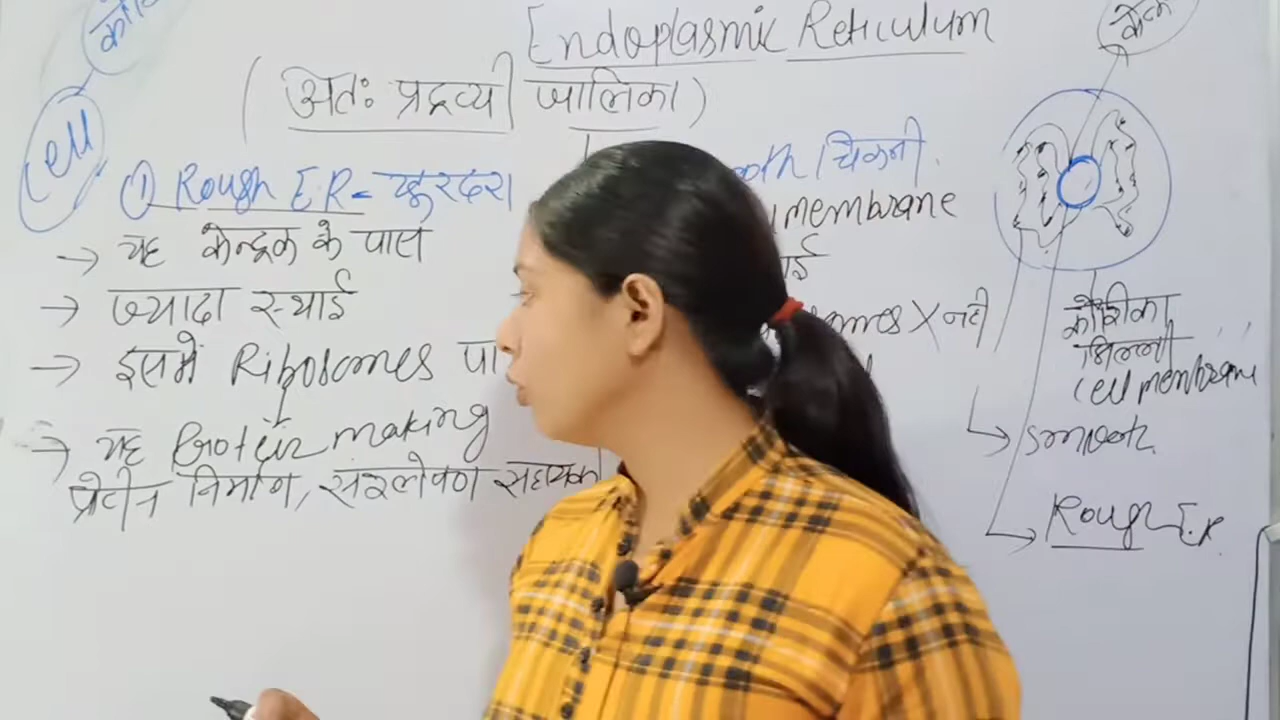 Endoplasmic Reticulum
(अतः प्रद्रव्यी जालिका)
Cell
① Rough E.R = खुरदरा
→ यह केन्द्रक के पास
→ ज्यादा स्थाई
→ इसमें Ribosomes
→ यह Protein making
प्रोटीन निर्माण, संश्लेषण सहायक
चिकनी
membrane
X नही
कोशिका
झिल्ली
Cell membrane
smooth
Rough E.R